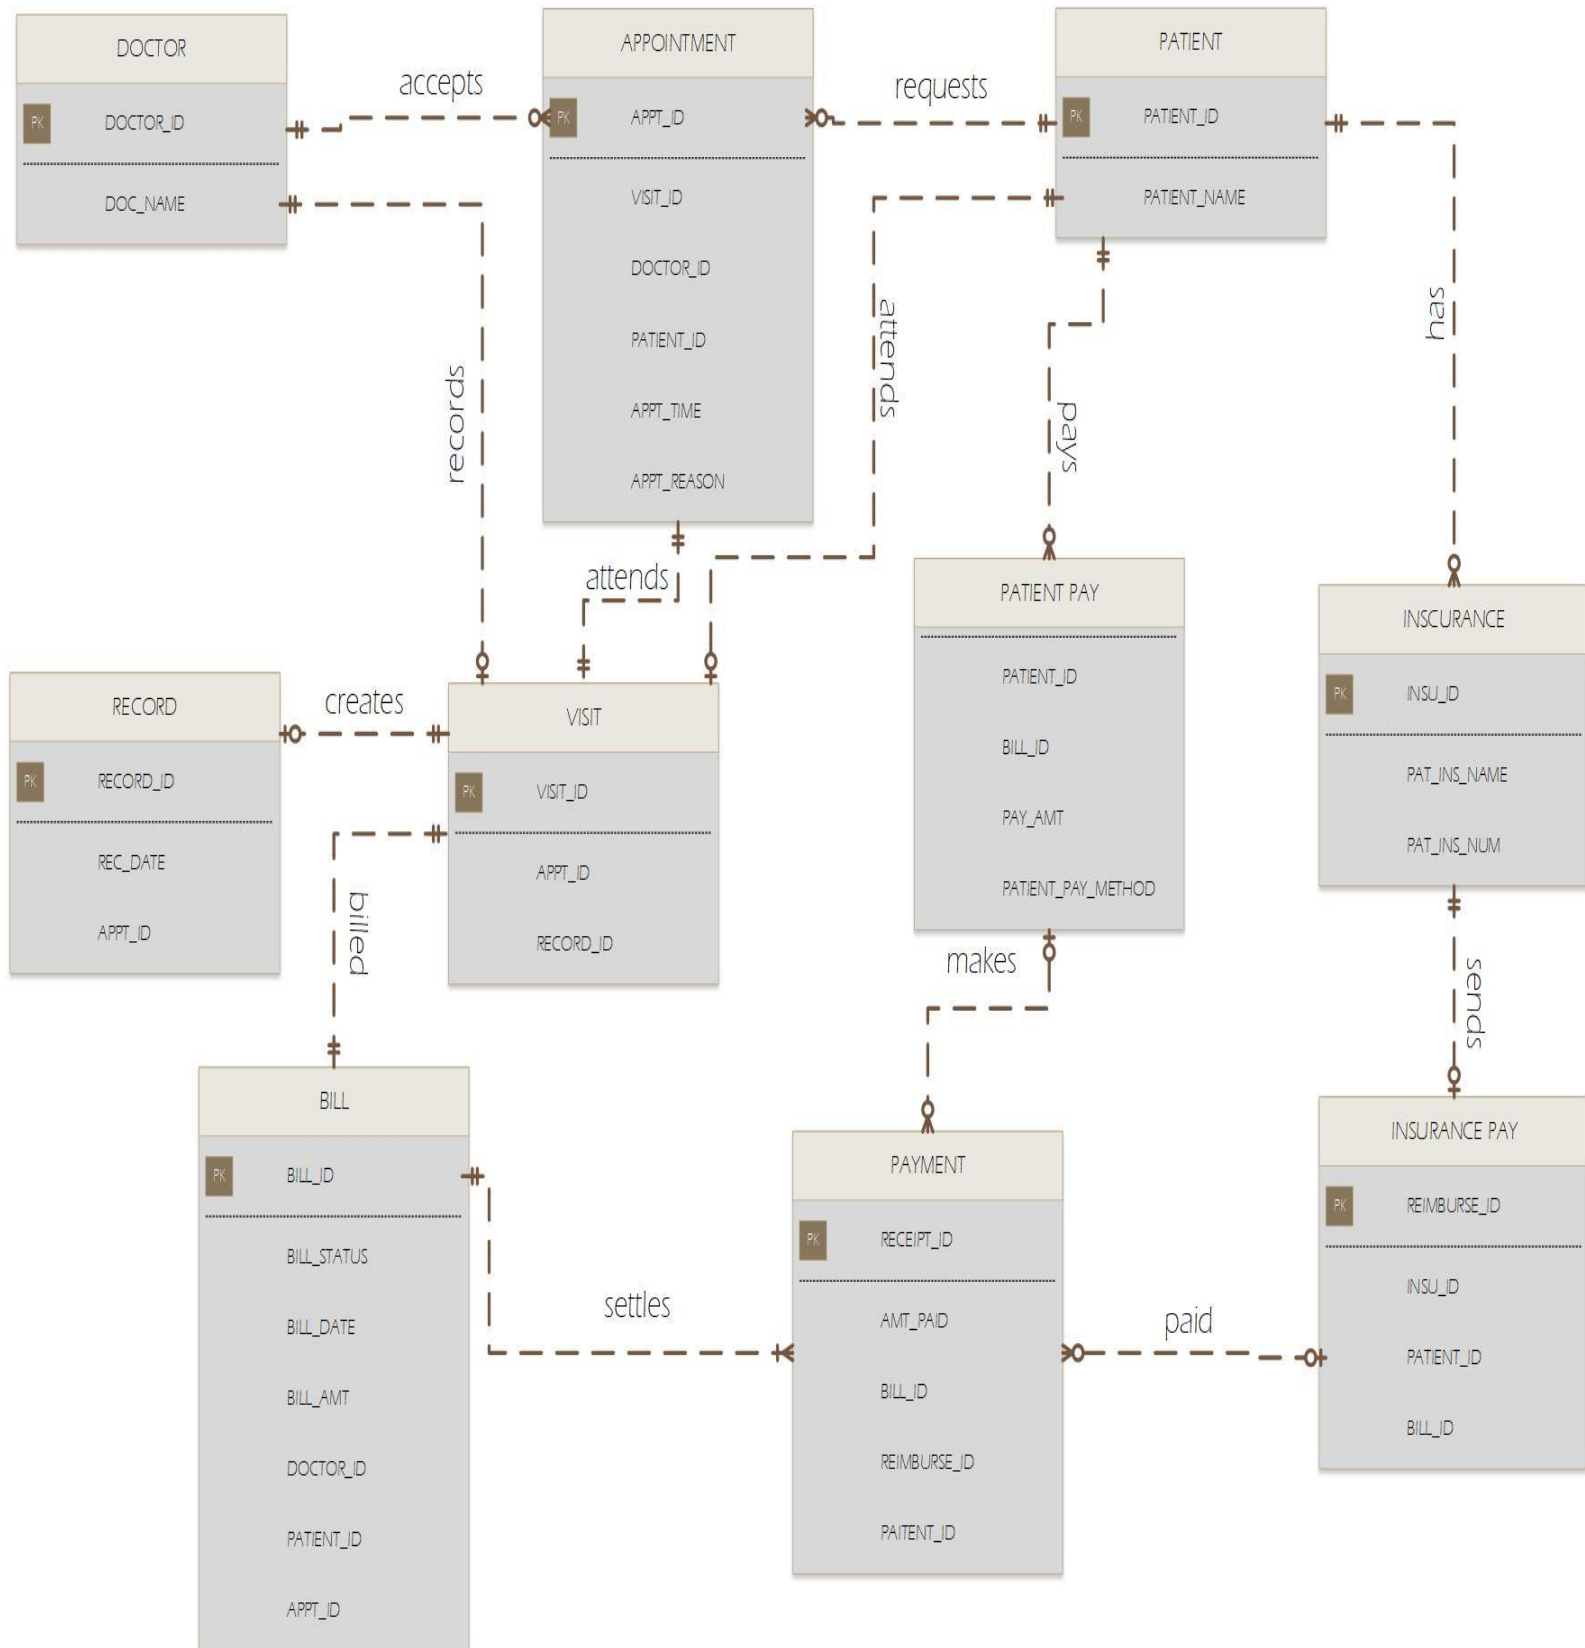 DOCTOR
PK DOCTOR_ID
DOC_NAME
accepts
APPOINTMENT
PK APPT_ID
VISIT_ID
DOCTOR_ID
PATIENT_ID
APPT_TIME
APPT_REASON
requests
PATIENT
PK PATIENT_ID
PATIENT_NAME
records
attends
attends
pays
has
RECORD
PK RECORD_ID
REC_DATE
APPT_ID
creates
VISIT
PK VISIT_ID
APPT_ID
RECORD_ID
PATIENT PAY
PATIENT_ID
BILL_ID
PAY_AMT
PATIENT_PAY_METHOD
INSCURANCE
PK INSU_ID
PAT_INS_NAME
PAT_INS_NUM
billed
makes
sends
BILL
PK BILL_ID
BILL_STATUS
BILL_DATE
BILL_AMT
DOCTOR_ID
PATIENT_ID
APPT_ID
settles
PAYMENT
PK RECEIPT_ID
AMT_PAID
BILL_ID
REIMBURSE_ID
PAITENT_ID
paid
INSURANCE PAY
PK REIMBURSE_ID
INSU_ID
PATIENT_ID
BILL_ID